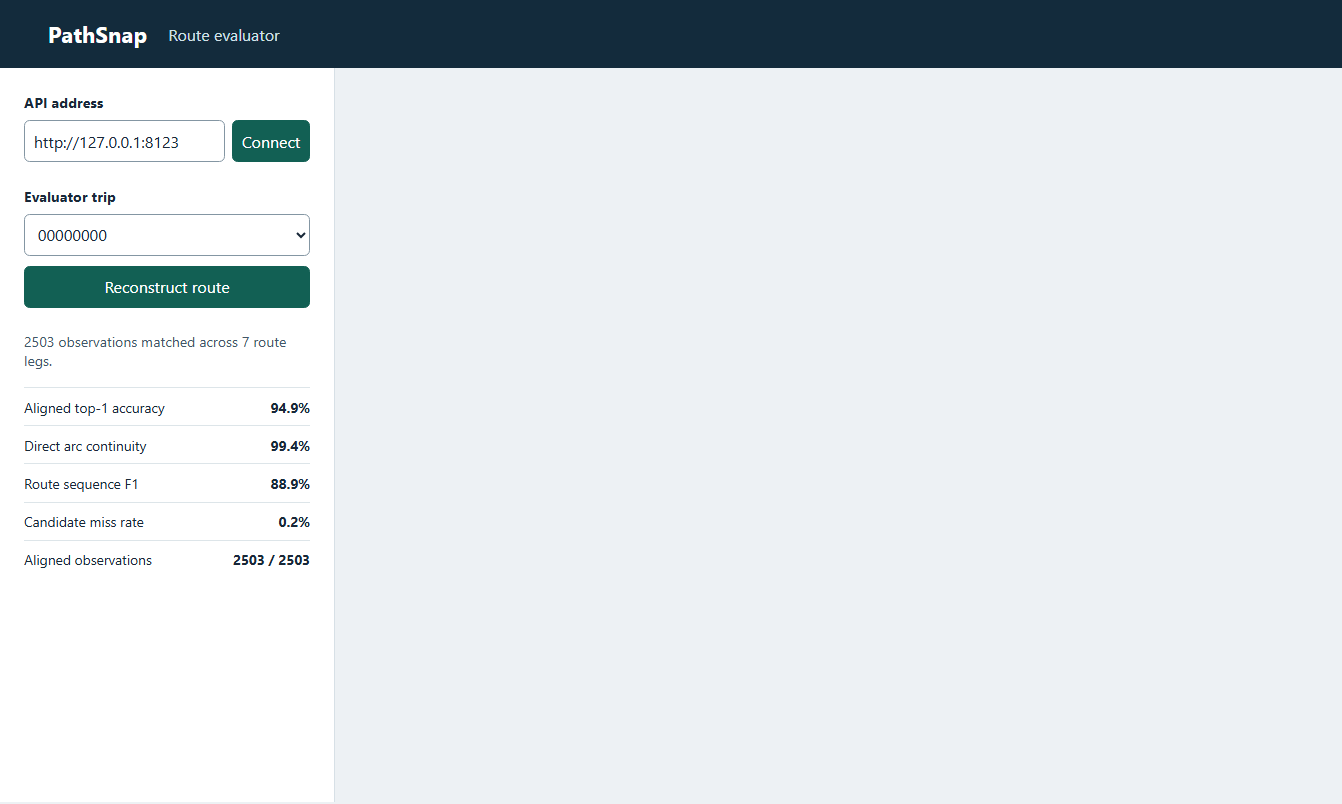 PathSnap Route evaluator
API address
http://127.0.0.1:8123 Connect
Evaluator trip
00000000
Reconstruct route
2503 observations matched across 7 route
legs.
Aligned top-1 accuracy 94.9%
Direct arc continuity 99.4%
Route sequence F1 88.9%
Candidate miss rate 0.2%
Aligned observations 2503 / 2503